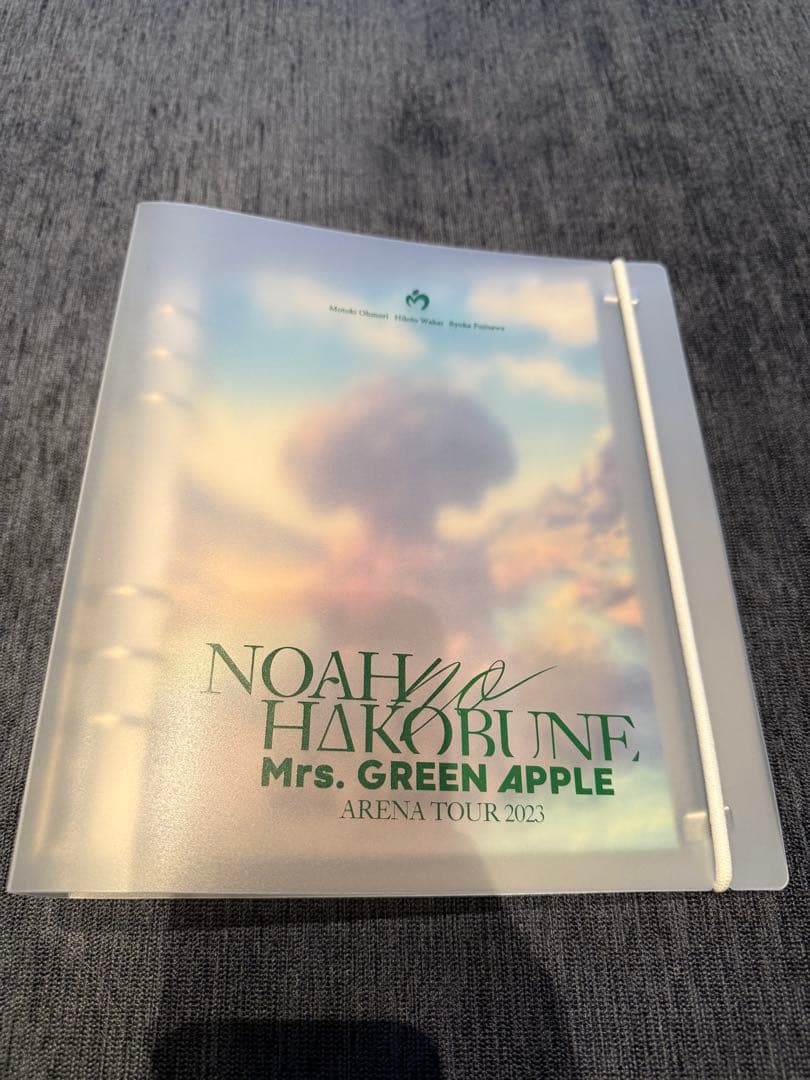 Motoki Ohmori Hiroto Wakai Ryoka Fujisawa
NOAH no
HAKOBUNE
Mrs. GREEN APPLE
ARENA TOUR 2023